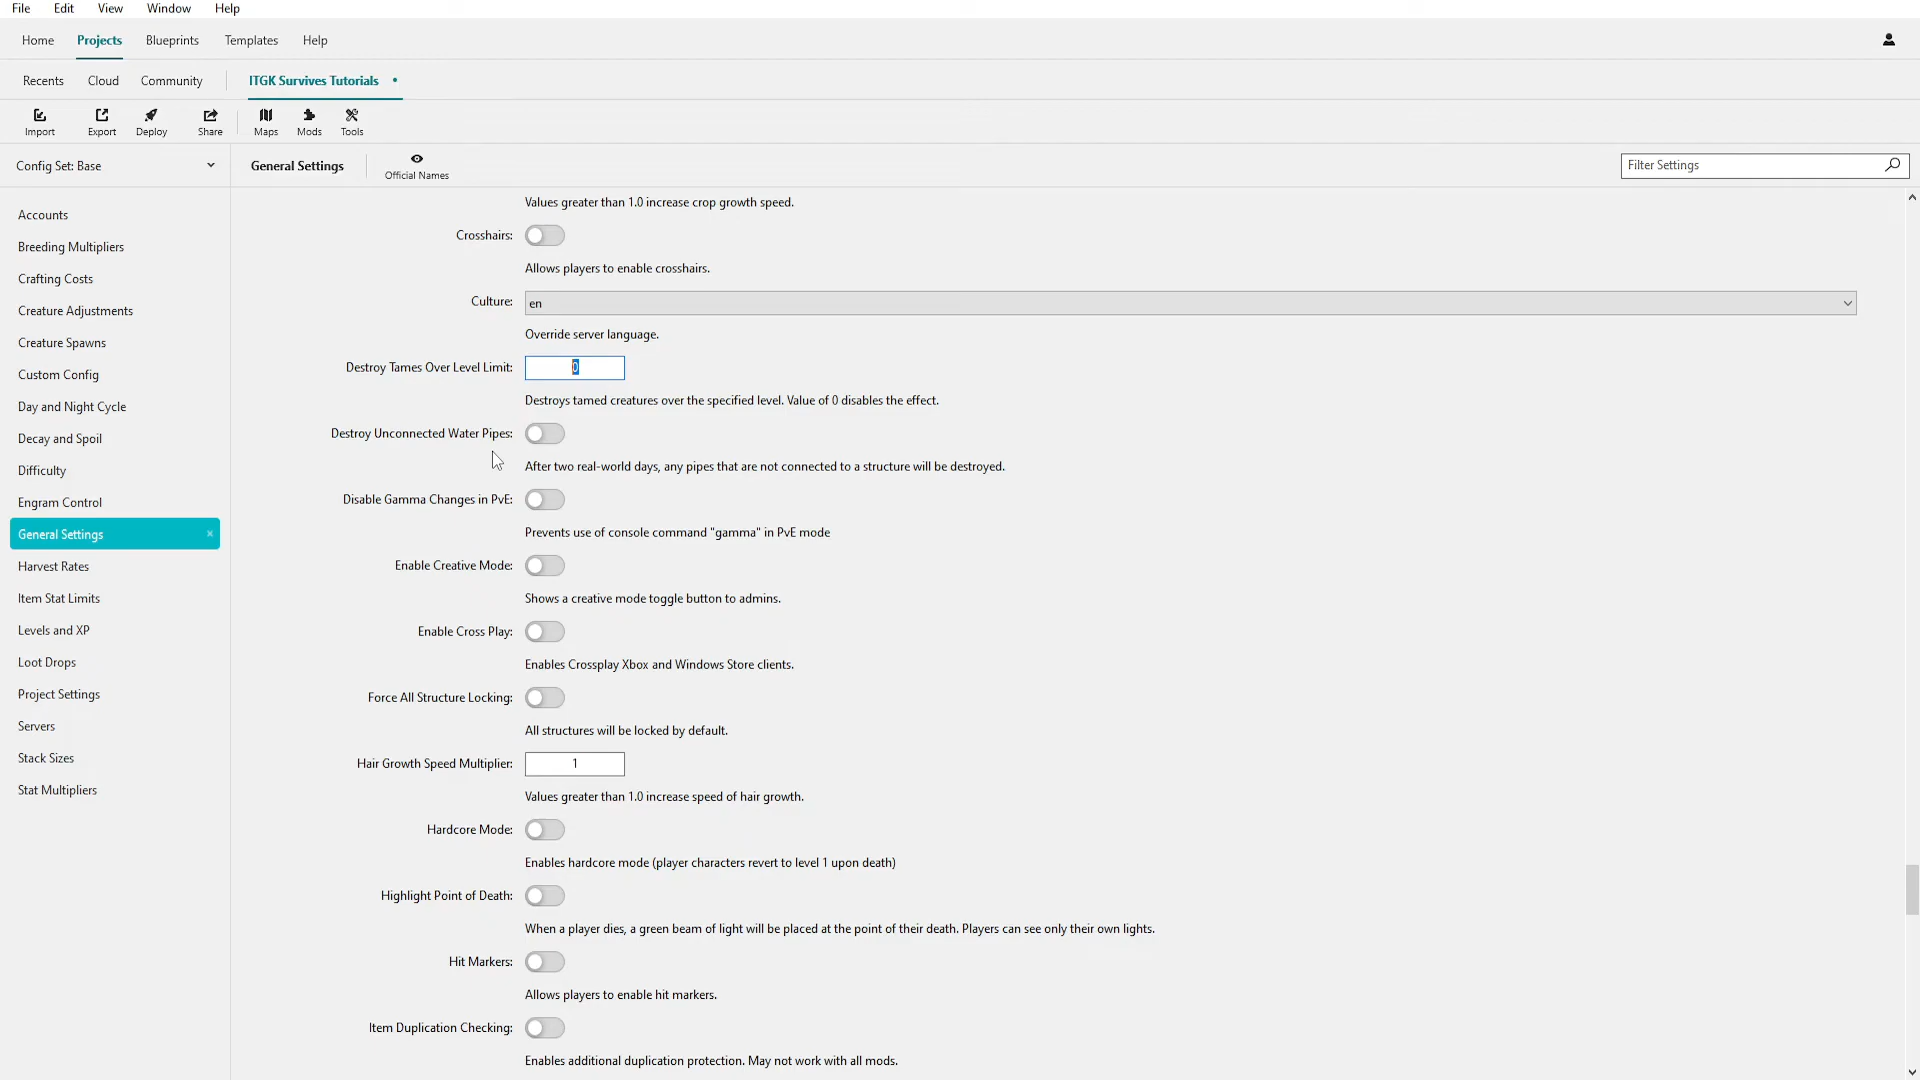 File Edit View Window Help
Home Projects Blueprints Templates Help
Recents Cloud Community ITGK Survives Tutorials •
Import Export Deploy Share Maps Mods Tools
Config Set: Base
General Settings
Official Names
Filter Settings
Accounts
Breeding Multipliers
Crafting Costs
Creature Adjustments
Creature Spawns
Custom Config
Day and Night Cycle
Decay and Spoil
Difficulty
Engram Control
General Settings ×
Harvest Rates
Item Stat Limits
Levels and XP
Loot Drops
Project Settings
Servers
Stack Sizes
Stat Multipliers
Values greater than 1.0 increase crop growth speed.
Crosshairs:
Allows players to enable crosshairs.
Culture: en
Override server language.
Destroy Tames Over Level Limit: 0
Destroys tamed creatures over the specified level. Value of 0 disables the effect.
Destroy Unconnected Water Pipes:
After two real-world days, any pipes that are not connected to a structure will be destroyed.
Disable Gamma Changes in PvE:
Prevents use of console command "gamma" in PvE mode
Enable Creative Mode:
Shows a creative mode toggle button to admins.
Enable Cross Play:
Enables Crossplay Xbox and Windows Store clients.
Force All Structure Locking:
All structures will be locked by default.
Hair Growth Speed Multiplier: 1
Values greater than 1.0 increase speed of hair growth.
Hardcore Mode:
Enables hardcore mode (player characters revert to level 1 upon death)
Highlight Point of Death:
When a player dies, a green beam of light will be placed at the point of their death. Players can see only their own lights.
Hit Markers:
Allows players to enable hit markers.
Item Duplication Checking:
Enables additional duplication protection. May not work with all mods.